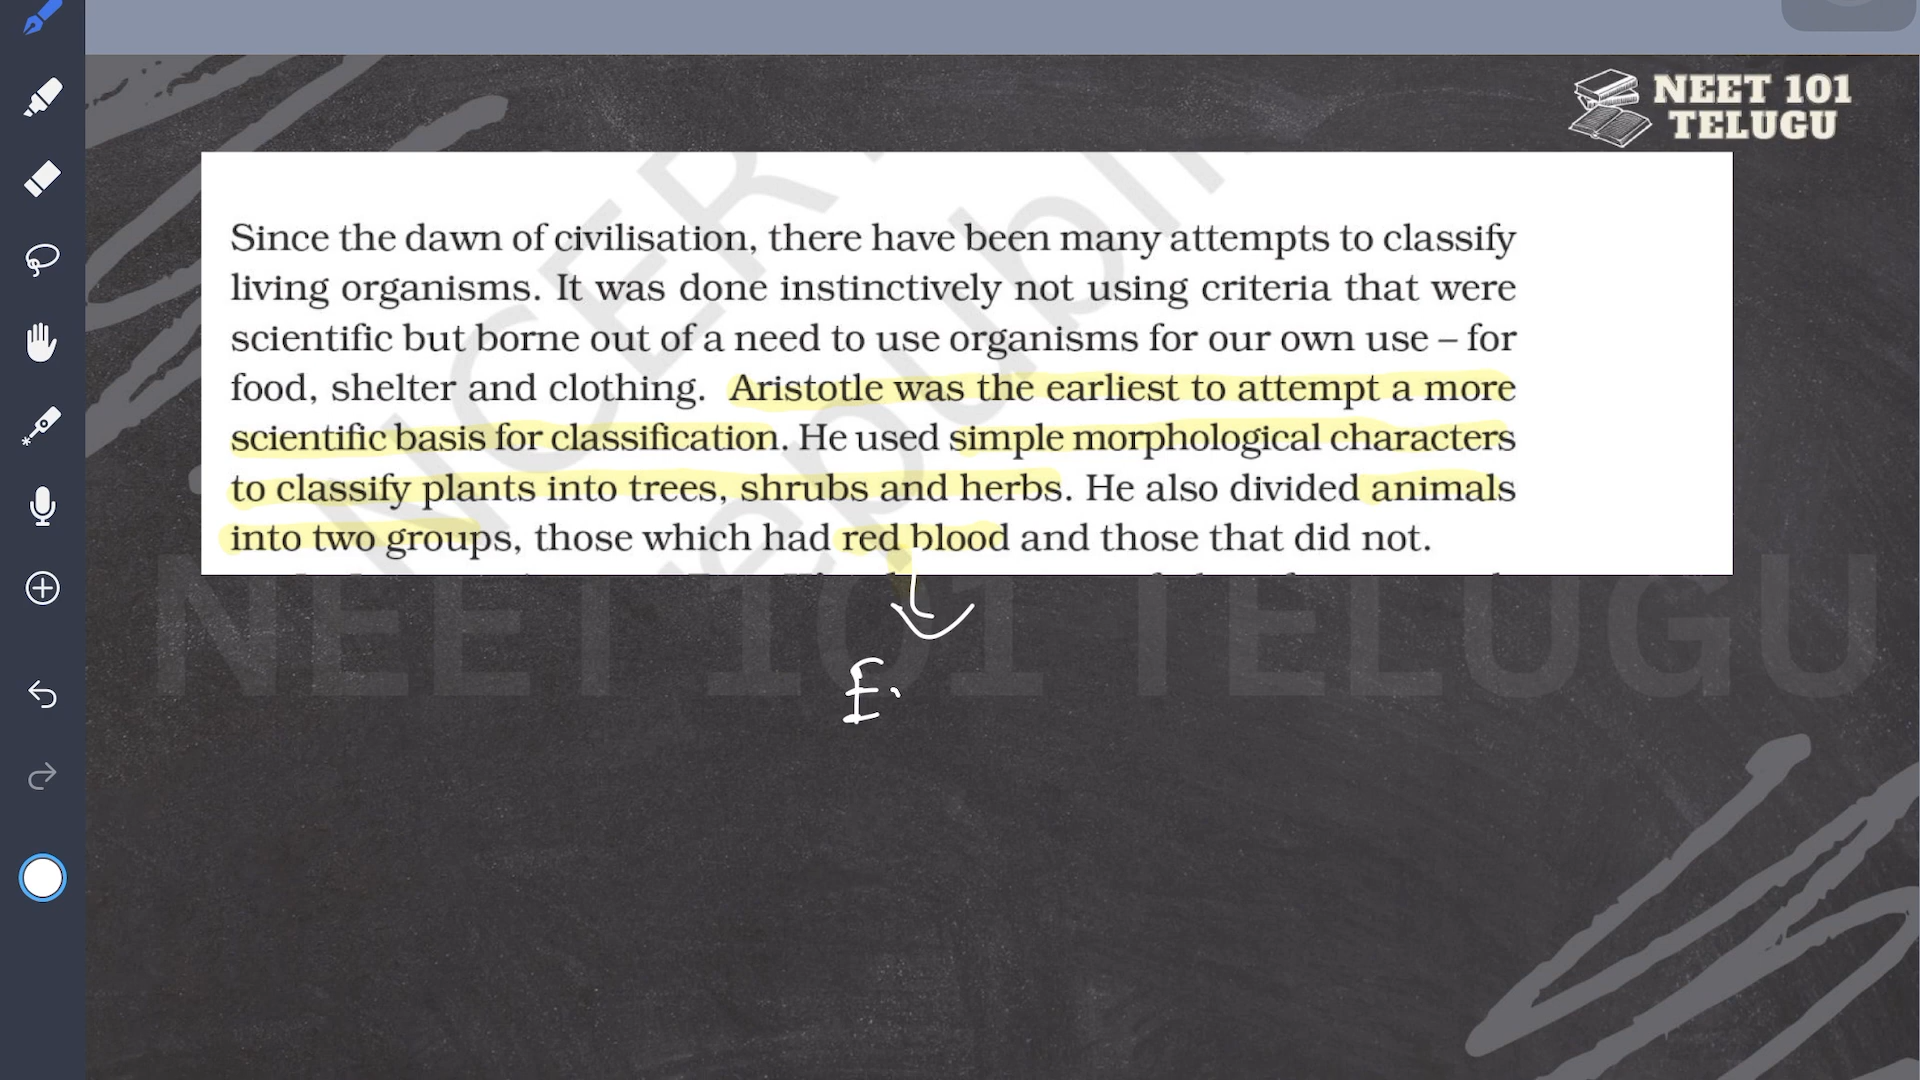 NEET 101
TELUGU
Since the dawn of civilisation, there have been many attempts to classify
living organisms. It was done instinctively not using criteria that were
scientific but borne out of a need to use organisms for our own use – for
food, shelter and clothing. Aristotle was the earliest to attempt a more
scientific basis for classification. He used simple morphological characters
to classify plants into trees, shrubs and herbs. He also divided animals
into two groups, those which had red blood and those that did not.
NEET 101 TELUGU
E